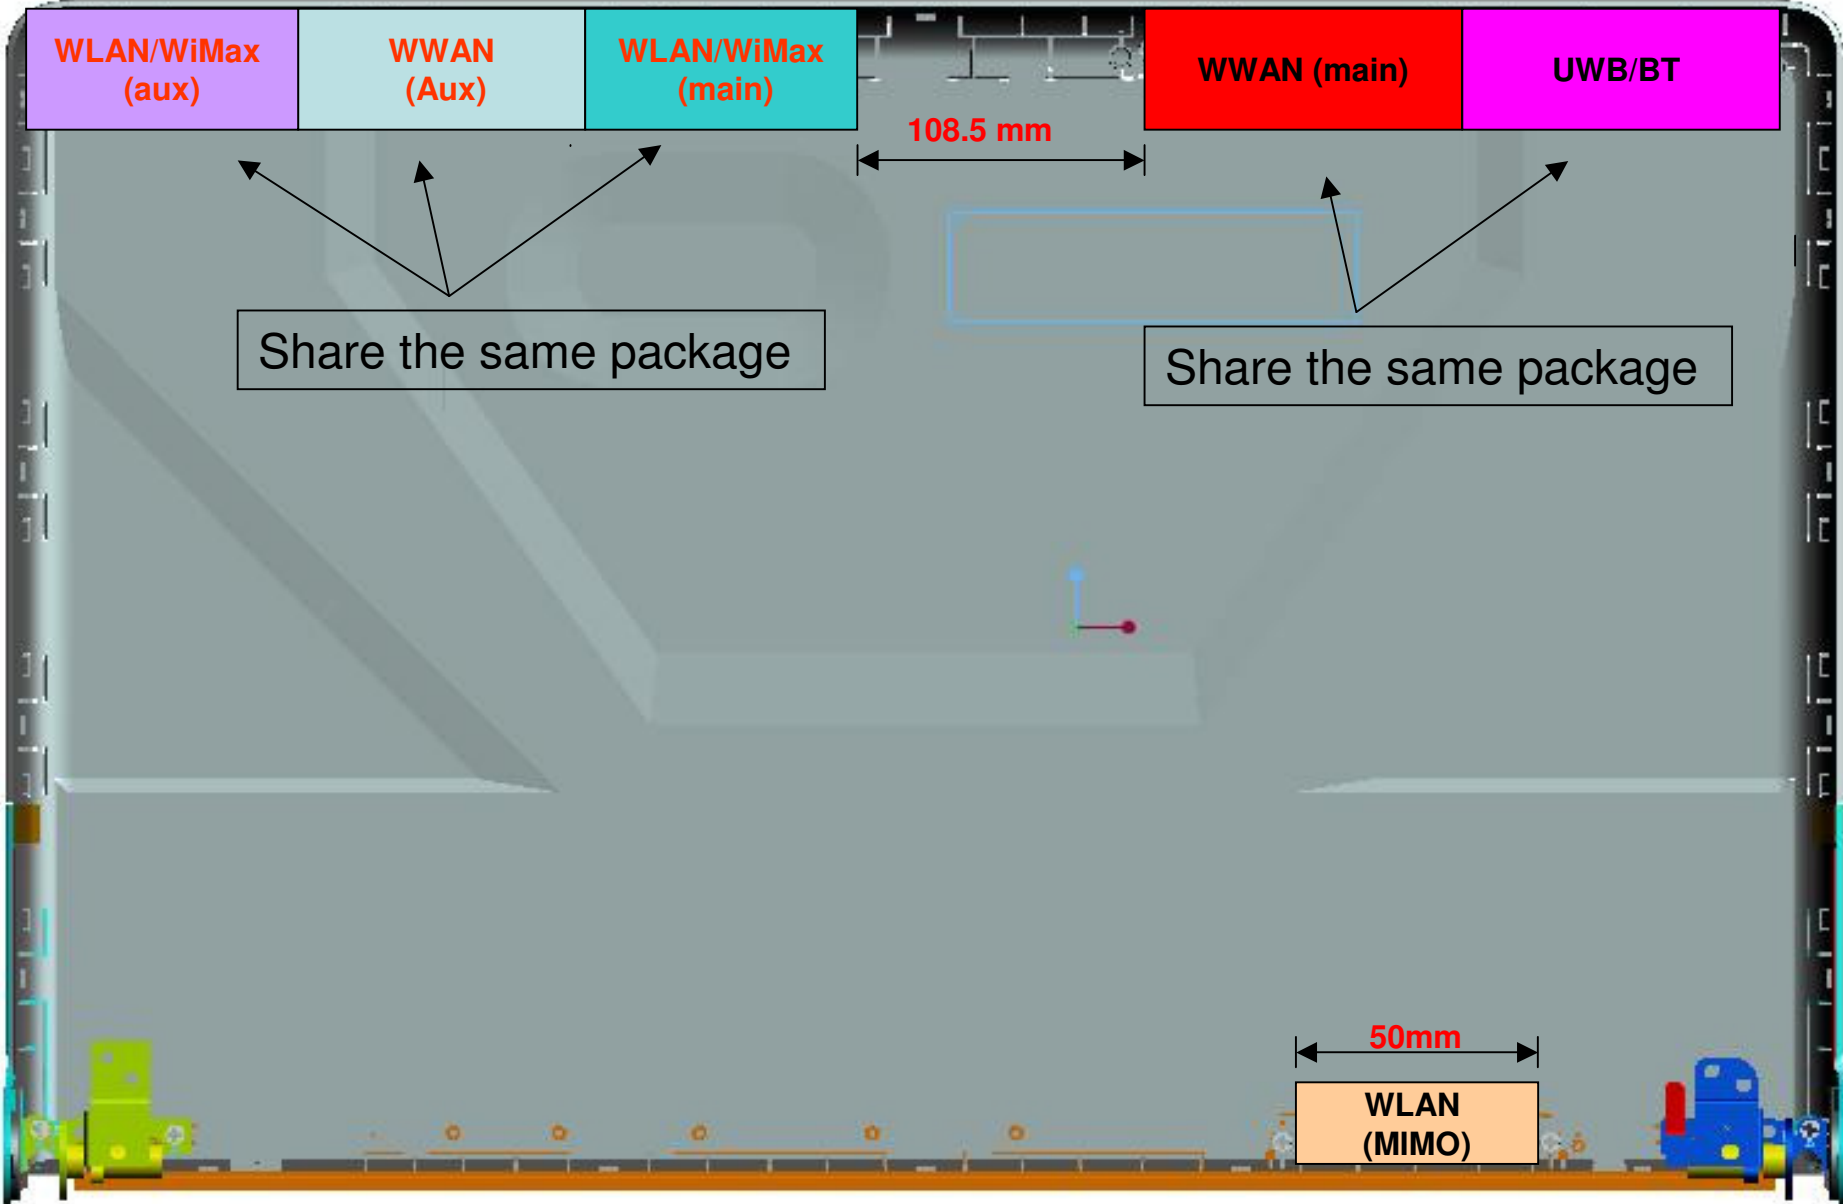 WLAN/WiMax
(aux)
WWAN
(Aux)
WLAN/WiMax
(main)
WWAN (main)
UWB/BT
108.5 mm
Share the same package
Share the same package
50mm
WLAN
(MIMO)